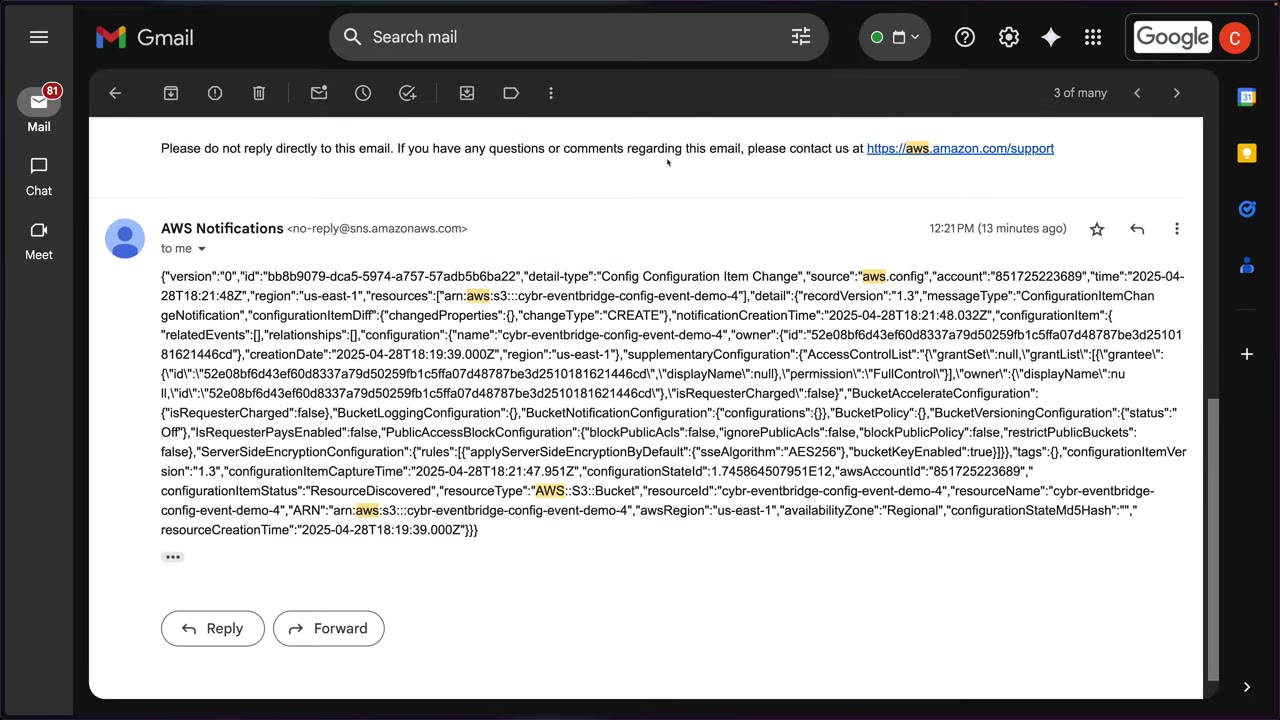 Gmail
Search mail
Google
C
81
Mail
3 of many
31
Chat
Meet
Please do not reply directly to this email. If you have any questions or comments regarding this email, please contact us at https://aws.amazon.com/support
AWS Notifications <no-reply@sns.amazonaws.com>
12:21 PM (13 minutes ago)
to me
{"version":"0","id":"bb8b9079-dca5-5974-a757-57adb5b6ba22","detail-type":"Config Configuration Item Change","source":"aws.config","account":"851725223689","time":"2025-04-
28T18:21:48Z","region":"us-east-1","resources":["arn:aws:s3:::cybr-eventbridge-config-event-demo-4"],"detail":{"recordVersion":"1.3","messageType":"ConfigurationItemChan
geNotification","configurationItemDiff":{"changedProperties":{},"changeType":"CREATE"},"notificationCreationTime":"2025-04-28T18:21:48.032Z","configurationItem":{
"relatedEvents":[],"relationships":[],"configuration":{"name":"cybr-eventbridge-config-event-demo-4","owner":{"id":"52e08bf6d43ef60d8337a79d50259fb1c5ffa07d48787be3d25101
81621446cd"},"creationDate":"2025-04-28T18:19:39.000Z","region":"us-east-1"},"supplementaryConfiguration":{"AccessControlList":"{\"grantSet\":null,\"grantList\":[{\"grantee\":
{\"id\":\"52e08bf6d43ef60d8337a79d50259fb1c5ffa07d48787be3d2510181621446cd\",\"displayName\":null},\"permission\":\"FullControl\"}],\"owner\":{\"displayName\":nu
ll,\"id\":\"52e08bf6d43ef60d8337a79d50259fb1c5ffa07d48787be3d2510181621446cd\"},\"isRequesterCharged\":false}","BucketAccelerateConfiguration":
{"isRequesterCharged":false},"BucketLoggingConfiguration":{},"BucketNotificationConfiguration":{"configurations":{}},"BucketPolicy":{},"BucketVersioningConfiguration":{"status":"
Off"},"IsRequesterPaysEnabled":false,"PublicAccessBlockConfiguration":{"blockPublicAcls":false,"ignorePublicAcls":false,"blockPublicPolicy":false,"restrictPublicBuckets":
false},"ServerSideEncryptionConfiguration":{"rules":[{"applyServerSideEncryptionByDefault":{"sseAlgorithm":"AES256"},"bucketKeyEnabled":true}]}},"tags":{},"configurationItemVer
sion":"1.3","configurationItemCaptureTime":"2025-04-28T18:21:47.951Z","configurationStateId":1.745864507951E12,"awsAccountId":"851725223689","
configurationItemStatus":"ResourceDiscovered","resourceType":"AWS::S3::Bucket","resourceId":"cybr-eventbridge-config-event-demo-4","resourceName":"cybr-eventbridge-
config-event-demo-4","ARN":"arn:aws:s3:::cybr-eventbridge-config-event-demo-4","awsRegion":"us-east-1","availabilityZone":"Regional","configurationStateMd5Hash":"","
resourceCreationTime":"2025-04-28T18:19:39.000Z"}}}
Reply
Forward